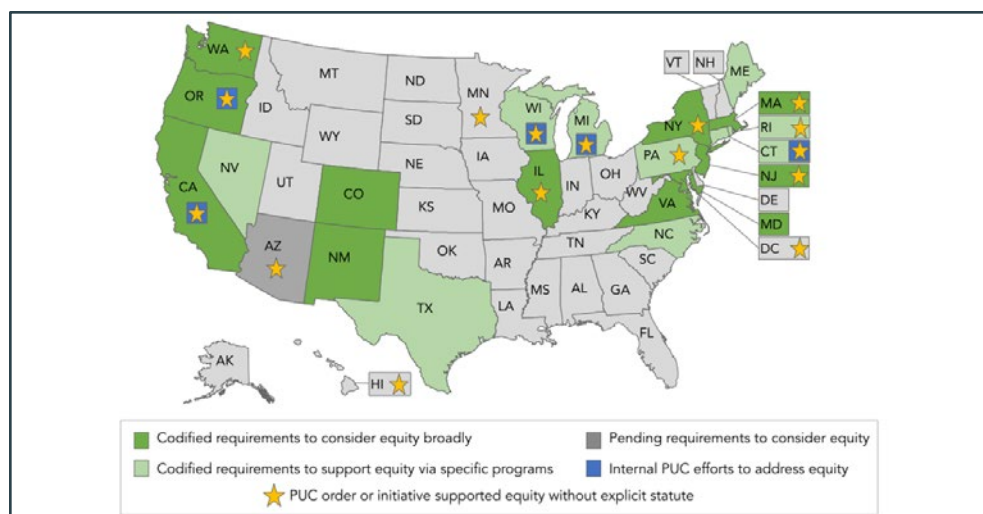 WA
MT
ND
MN
VT
NH
ME
OR
ID
SD
WI
MI
NY
MA
WY
RI
IA
PA
CT
NE
NV
IL
IN
OH
NJ
UT
CO
WV
DE
CA
KS
MO
KY
VA
MD
NC
DC
TN
AZ
NM
OK
AR
SC
MS
AL
GA
LA
TX
FL
AK
HI
Codified requirements to consider equity broadly
Pending requirements to consider equity
Codified requirements to support equity via specific programs
Internal PUC efforts to address equity
PUC order or initiative supported equity without explicit statute